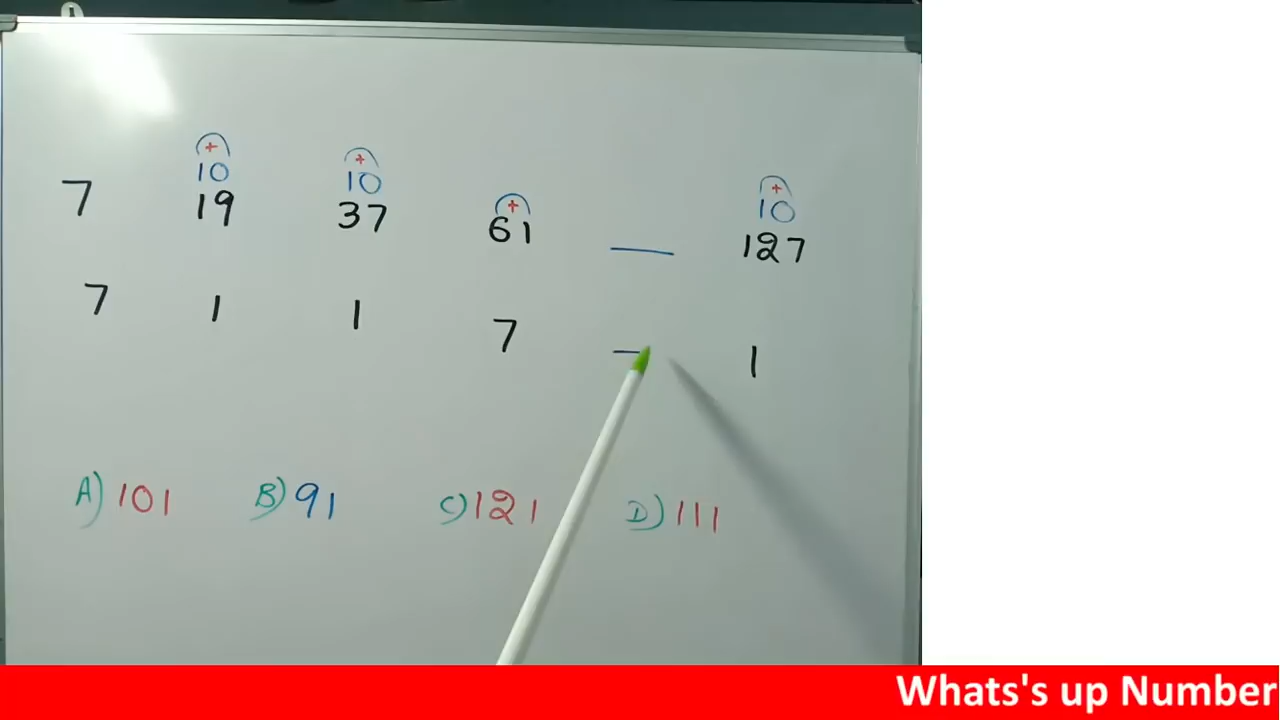 + + + +
10 10 10
7 19 37 61 __ 127
7 1 1 7 _ 1
A) 101 B) 91 C) 121 D) 111
Whats's up Number